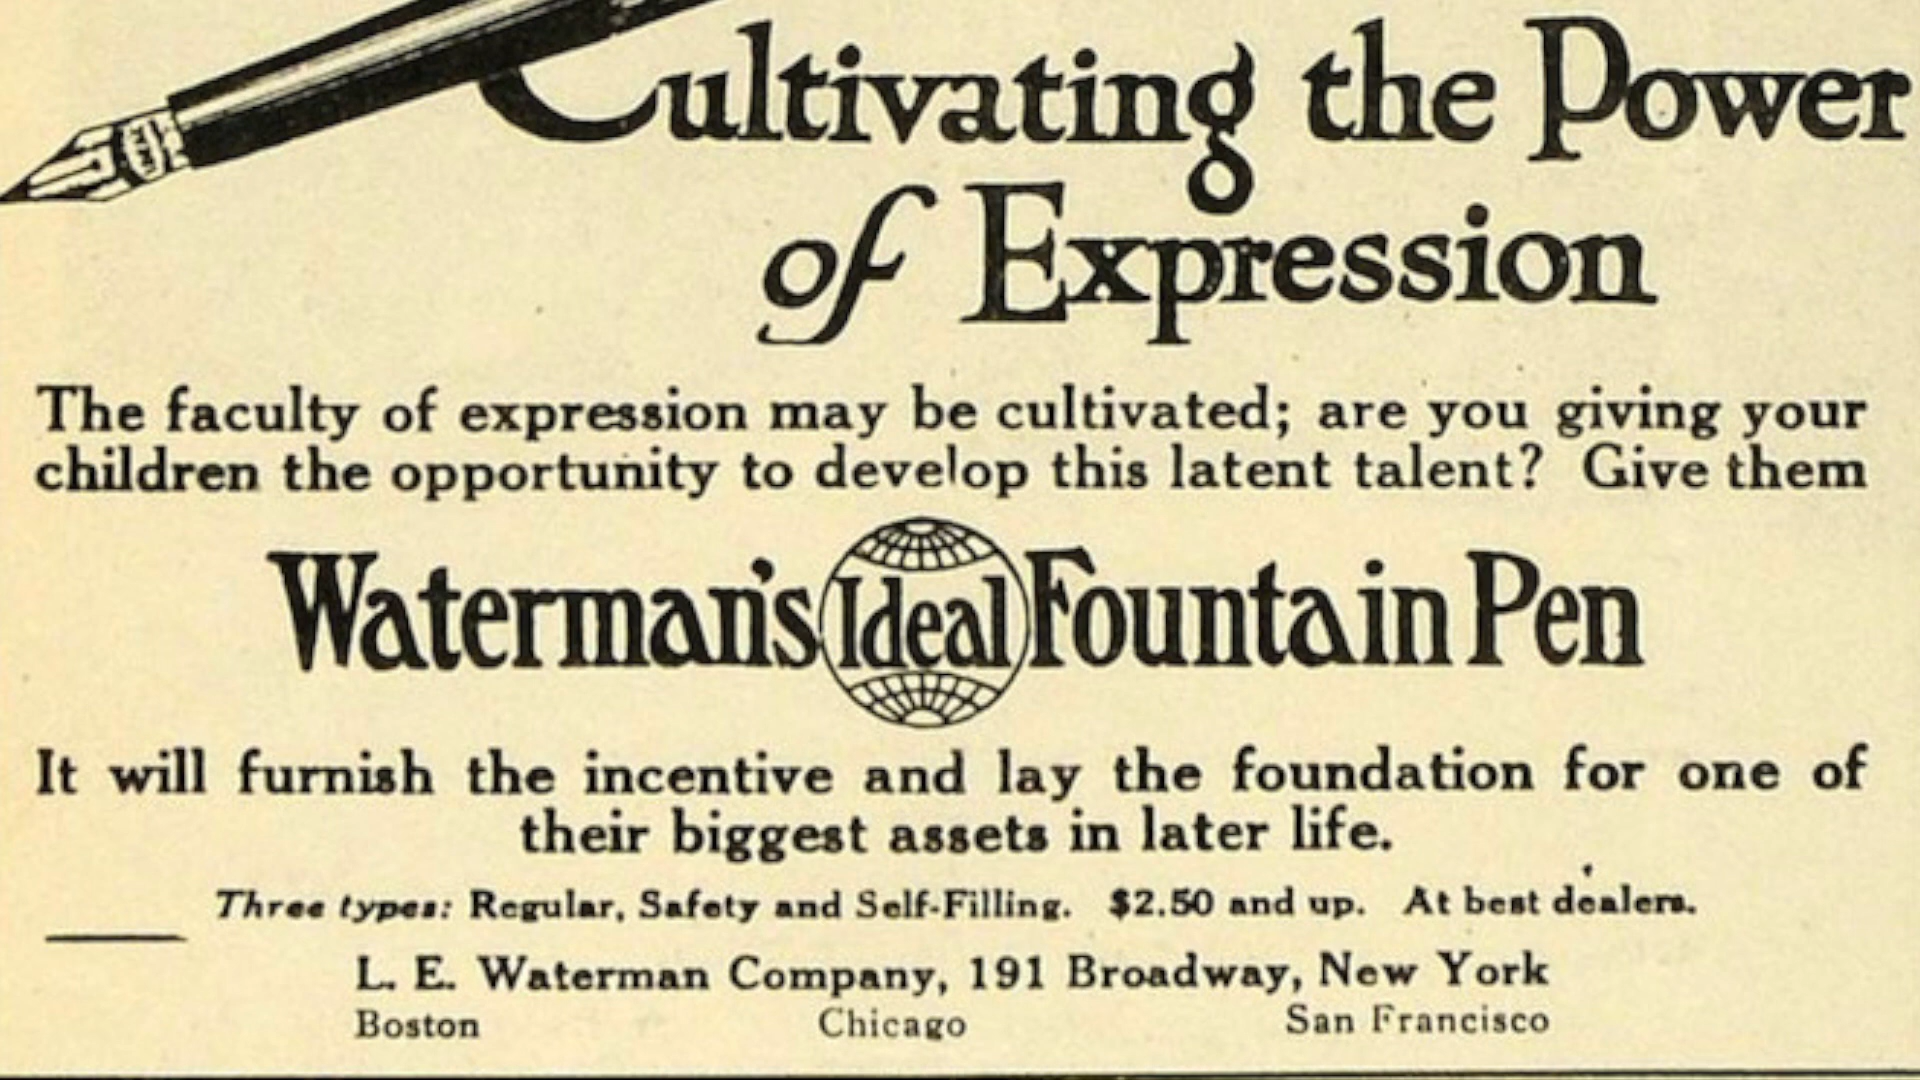 Cultivating the Power
of Expression
The faculty of expression may be cultivated; are you giving your
children the opportunity to develop this latent talent? Give them
Waterman's Ideal Fountain Pen
It will furnish the incentive and lay the foundation for one of
their biggest assets in later life.
Three types: Regular, Safety and Self-Filling. $2.50 and up. At best dealers.
L. E. Waterman Company, 191 Broadway, New York
Boston Chicago San Francisco